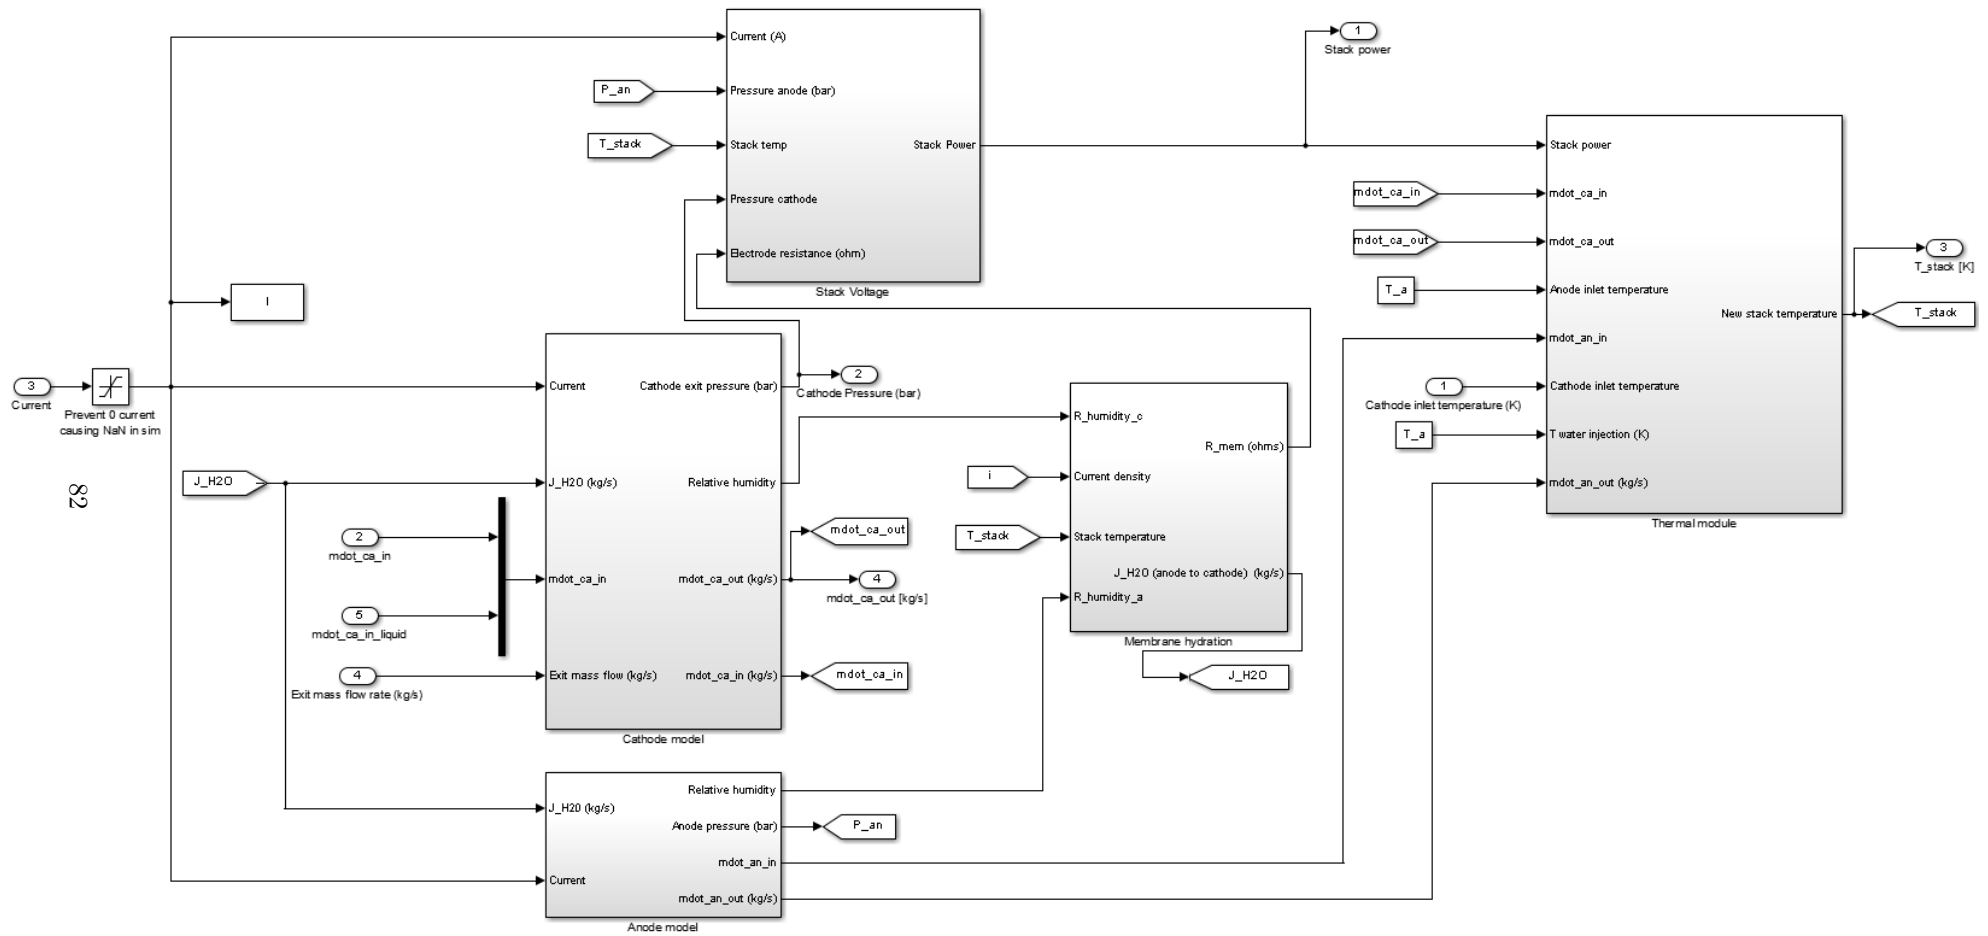 Current (A)
P_an
Pressure anode (bar)
T_stack
Stack temp
Stack Power
Pressure cathode
Electrode resistance (ohm)
Stack Voltage
1
Stack power
Stack power
mdot_ca_in
mdot_ca_in
mdot_ca_out
mdot_ca_out
T_a
Anode inlet temperature
New stack temperature
mdot_an_in
1
Cathode inlet temperature (K)
Cathode inlet temperature
T_a
T water injection (K)
mdot_an_out (kg/s)
Thermal module
3
T_stack [K]
T_stack
I
3
Current
Prevent 0 current
causing NaN in sim
82
J_H2O
2
mdot_ca_in
5
mdot_ca_in_liquid
4
Exit mass flow rate (kg/s)
Current
Cathode exit pressure (bar)
J_H2O (kg/s)
Relative humidity
mdot_ca_in
mdot_ca_out (kg/s)
Exit mass flow (kg/s)
mdot_ca_in (kg/s)
Cathode model
2
Cathode Pressure (bar)
mdot_ca_out
4
mdot_ca_out [kg/s]
mdot_ca_in
R_humidity_c
R_mem (ohms)
i
Current density
T_stack
Stack temperature
J_H2O (anode to cathode) (kg/s)
R_humidity_a
Membrane hydration
J_H2O
Relative humidity
J_H20 (kg/s)
Anode pressure (bar)
P_an
mdot_an_in
Current
mdot_an_out (kg/s)
Anode model